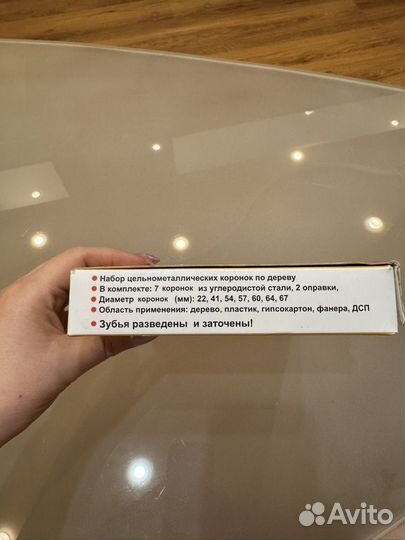 • Набор цельнометаллических коронок по дереву
• В комплекте: 7 коронок из углеродистой стали, 2 оправки,
• Диаметр коронок (мм): 22, 41, 54, 57, 60, 64, 67
• Область применения: дерево, пластик, гипсокартон, фанера, ДСП
• Зубья разведены и заточены!
Avito